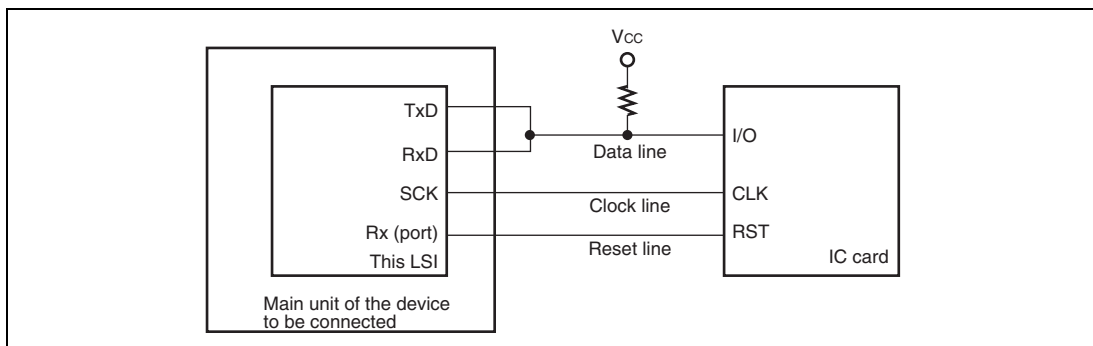 Vcc
TxD
RxD
SCK
Rx (port)
This LSI
Main unit of the device
to be connected
Data line
Clock line
Reset line
I/O
CLK
RST
IC card